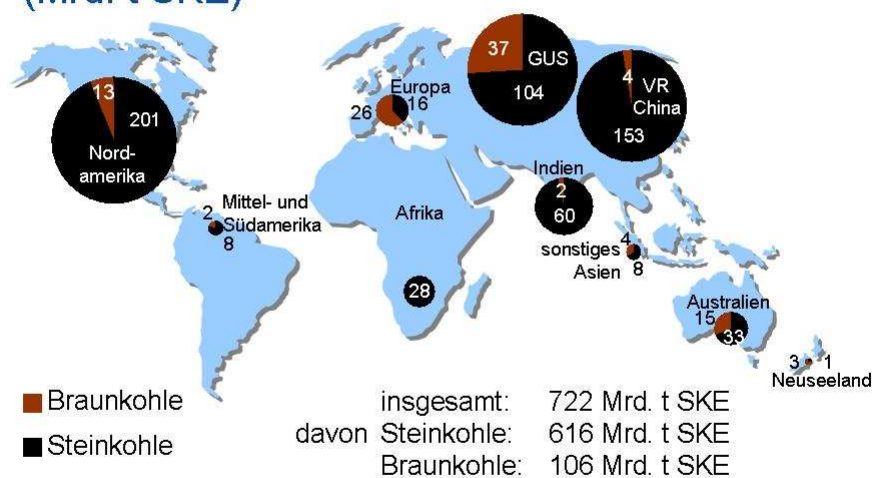 (Mrd. t SKE)
13
201
Nord-
amerika
Europa
26
16
37
GUS
104
4
VR
China
153
Mittel- und
Südamerika
2
8
Afrika
28
Indien
2
60
sonstiges
Asien
4
8
Australien
15
33
3
1
Neuseeland
Braunkohle
Steinkohle
insgesamt: 722 Mrd. t SKE
davon Steinkohle: 616 Mrd. t SKE
Braunkohle: 106 Mrd. t SKE